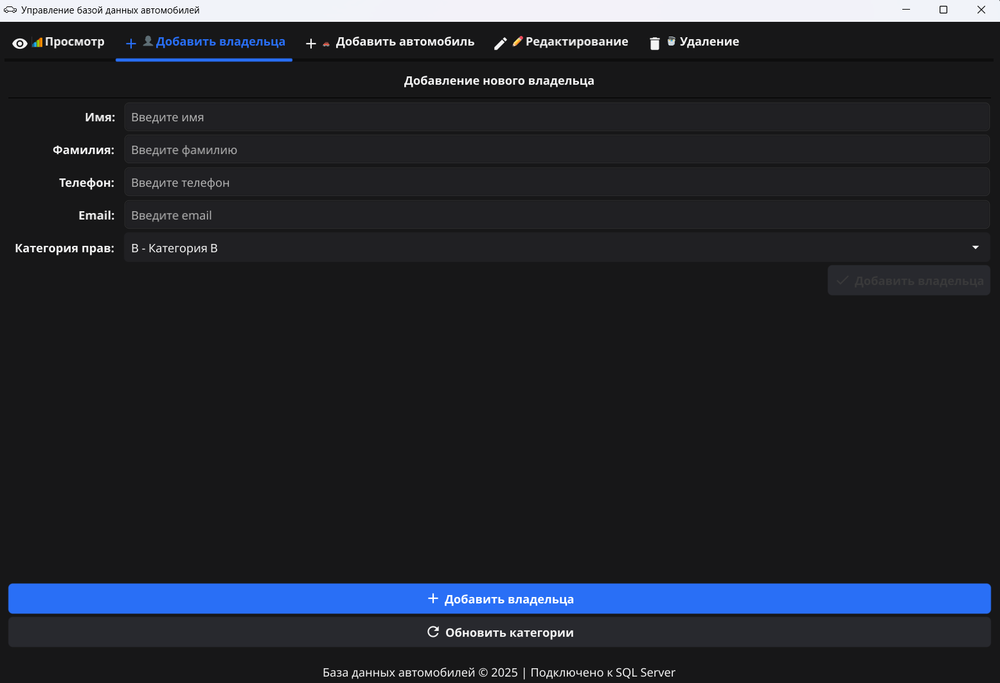 Управление базой данных автомобилей
Просмотр Добавить владельца Добавить автомобиль Редактирование Удаление
Добавление нового владельца
Имя: Введите имя
Фамилия: Введите фамилию
Телефон: Введите телефон
Email: Введите email
Категория прав: B - Категория B
Добавить владельца
Добавить владельца
Обновить категории
База данных автомобилей © 2025 | Подключено к SQL Server